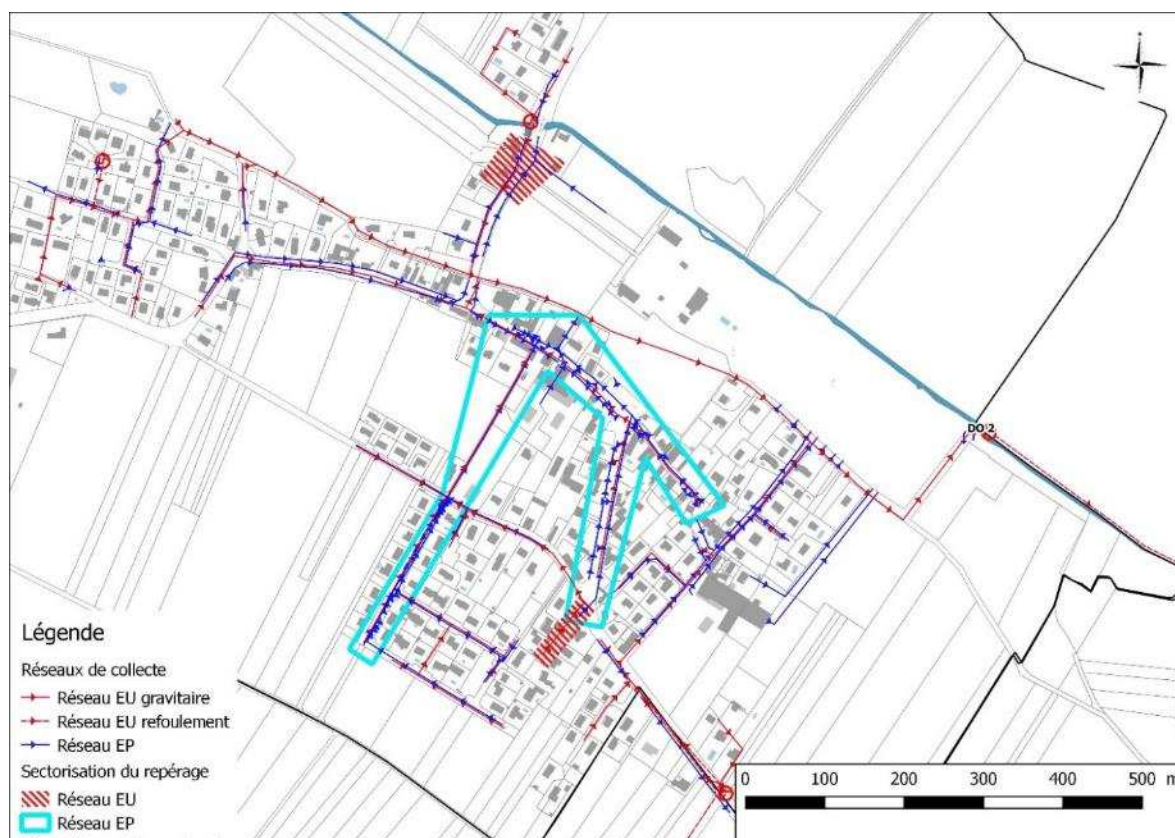 DO 2
Légende
Réseaux de collecte
Réseau EU gravitaire
Réseau EU refoulement
Réseau EP
Sectorisation du repérage
Réseau EU
Réseau EP
0 100 200 300 400 500 m